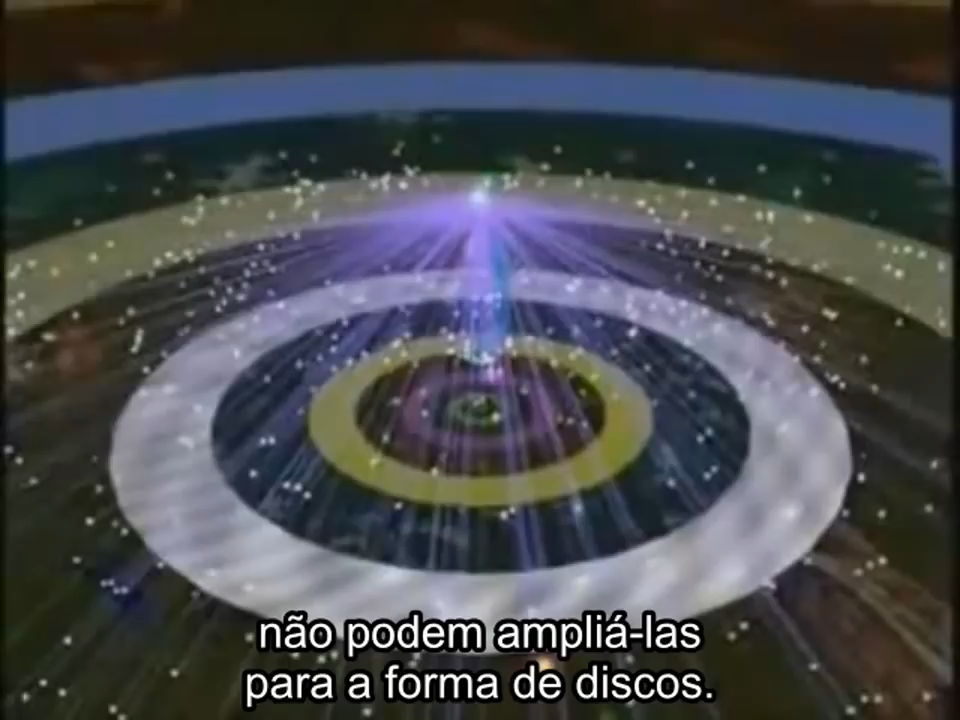 não podem ampliá-las
para a forma de discos.